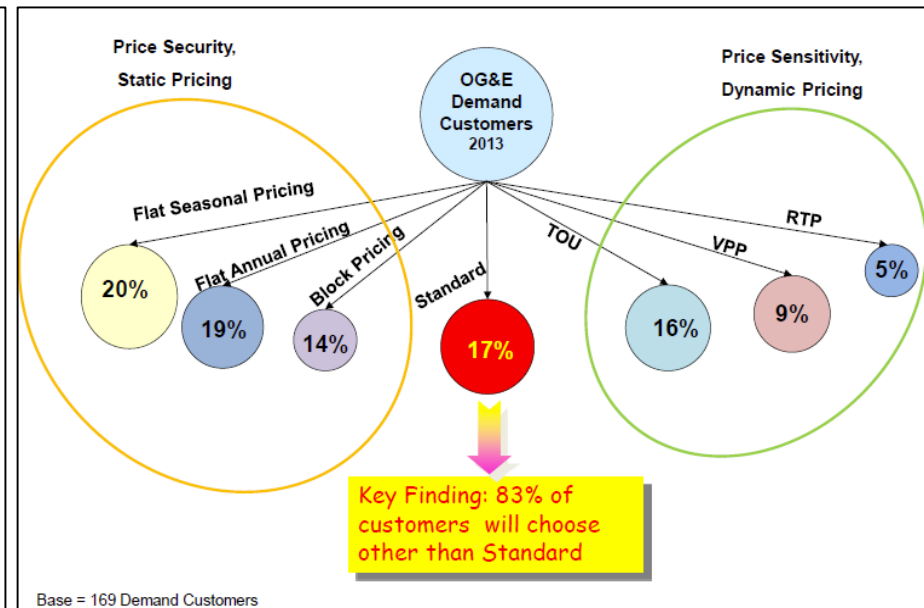 Price Security,
Static Pricing
OG&E
Demand
Customers
2013
Price Sensitivity,
Dynamic Pricing
Flat Seasonal Pricing
Flat Annual Pricing
Block Pricing
Standard
TOU
VPP
RTP
20%
19%
14%
17%
16%
9%
5%
Key Finding: 83% of
customers will choose
other than Standard
Base = 169 Demand Customers